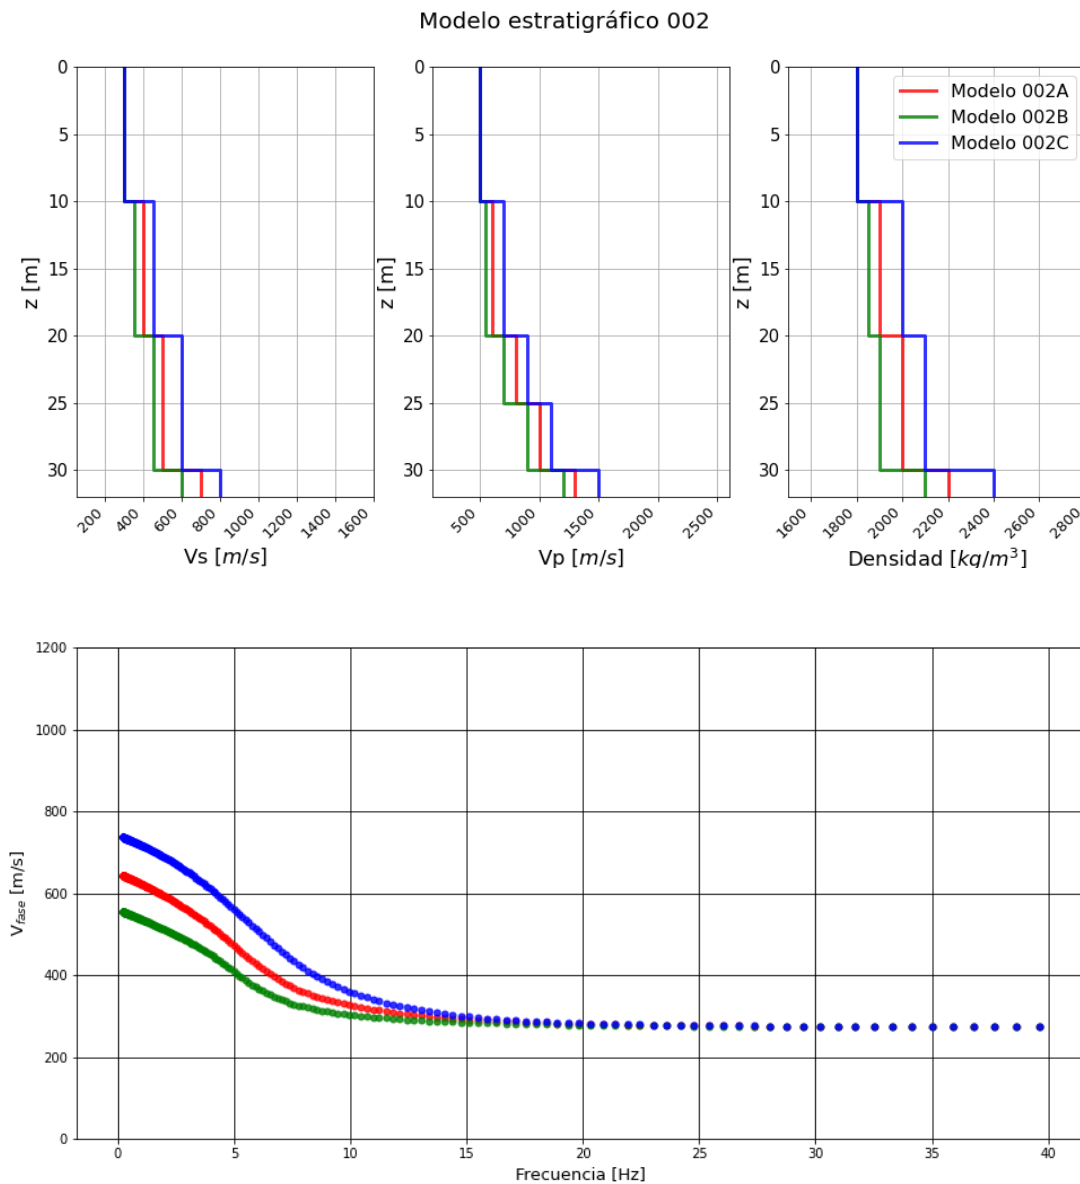 Modelo estratigráfico 002
0
5
10
15
20
25
30
z [m]
200 400 600 800 1000 1200 1400 1600
Vs [m/s]
0
5
10
15
20
25
30
z [m]
500 1000 1500 2000 2500
Vp [m/s]
0
5
10
15
20
25
30
z [m]
1600 1800 2000 2200 2400 2600 2800
Densidad [kg/m³]
Modelo 002A
Modelo 002B
Modelo 002C
1200
1000
800
600
400
200
0
V_fase [m/s]
0 5 10 15 20 25 30 35 40
Frecuencia [Hz]